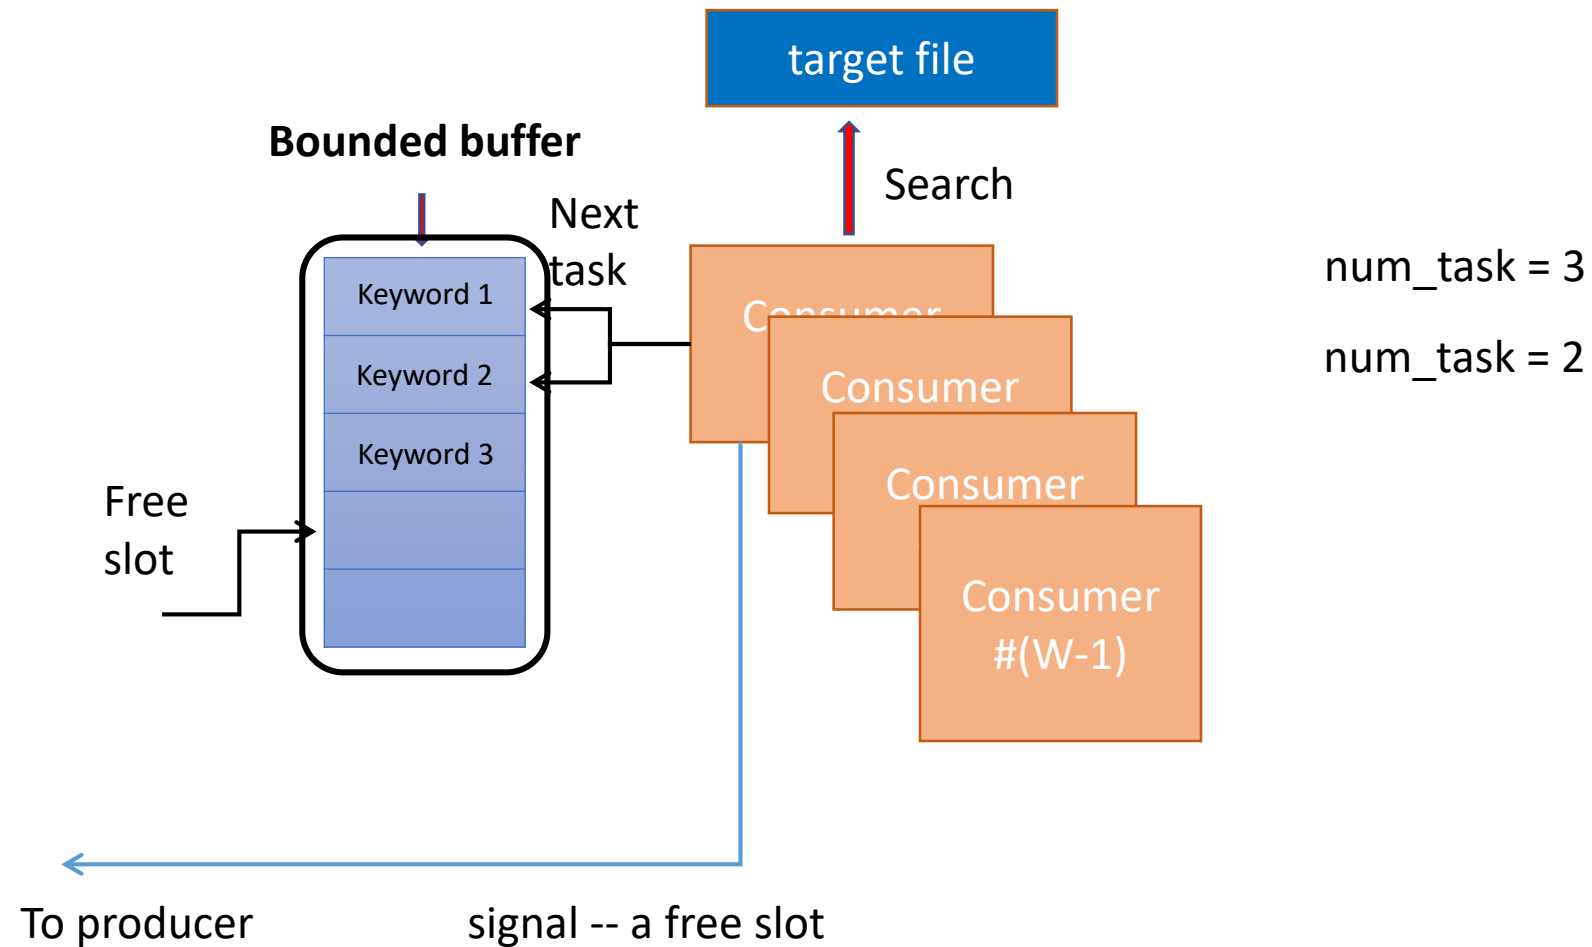 target file
Bounded buffer
Search
Next
task
num_task = 3
Keyword 1
Consumer
num_task = 2
Keyword 2
Consumer
Keyword 3
Consumer
Free
slot
Consumer
#(W-1)
To producer
signal -- a free slot